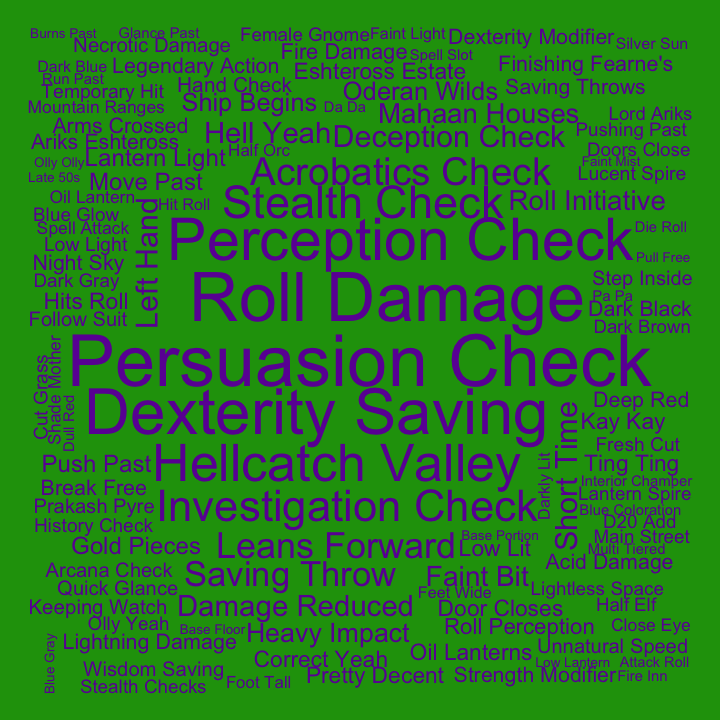 Burns Past
Glance Past
Female Gnome
Faint Light
Dexterity Modifier
Silver Sun
Necrotic Damage
Fire Damage
Spell Slot
Finishing Fearne's
Dark Blue
Legendary Action
Eshteross Estate
Run Past
Hand Check
Oderan Wilds
Saving Throws
Temporary Hit
Ship Begins
Da Da
Mahaan Houses
Lord Ariks
Mountain Ranges
Arms Crossed
Hell Yeah
Deception Check
Pushing Past
Ariks Eshteross
Half Orc
Doors Close
Olly Olly
Lantern Light
Acrobatics Check
Faint Mist
Lucent Spire
Late 50s
Move Past
Stealth Check
Roll Initiative
Oil Lantern
Hit Roll
Blue Glow
Left Hand
Perception Check
Die Roll
Spell Attack
Low Light
Pull Free
Night Sky
Step Inside
Dark Gray
Roll Damage
Pa Pa
Hits Roll
Dark Black
Follow Suit
Dark Brown
Persuasion Check
Cut Grass
Shade Mother
Dull Red
Dexterity Saving
Deep Red
Short Time
Kay Kay
Hellcatch Valley
Fresh Cut
Push Past
Darkly Lit
Ting Ting
Break Free
Interior Chamber
Investigation Check
Lantern Spire
Prakash Pyre
Blue Coloration
History Check
D20 Add
Gold Pieces
Leans Forward
Base Portion
Low Lit
Main Street
Multi Tiered
Arcana Check
Saving Throw
Faint Bit
Acid Damage
Quick Glance
Feet Wide
Lightless Space
Keeping Watch
Damage Reduced
Door Closes
Half Elf
Olly Yeah
Base Floor
Heavy Impact
Roll Perception
Close Eye
Lightning Damage
Correct Yeah
Oil Lanterns
Unnatural Speed
Blue Gray
Wisdom Saving
Low Lantern
Attack Roll
Stealth Checks
Foot Tall
Pretty Decent
Strength Modifier
Fire Inn